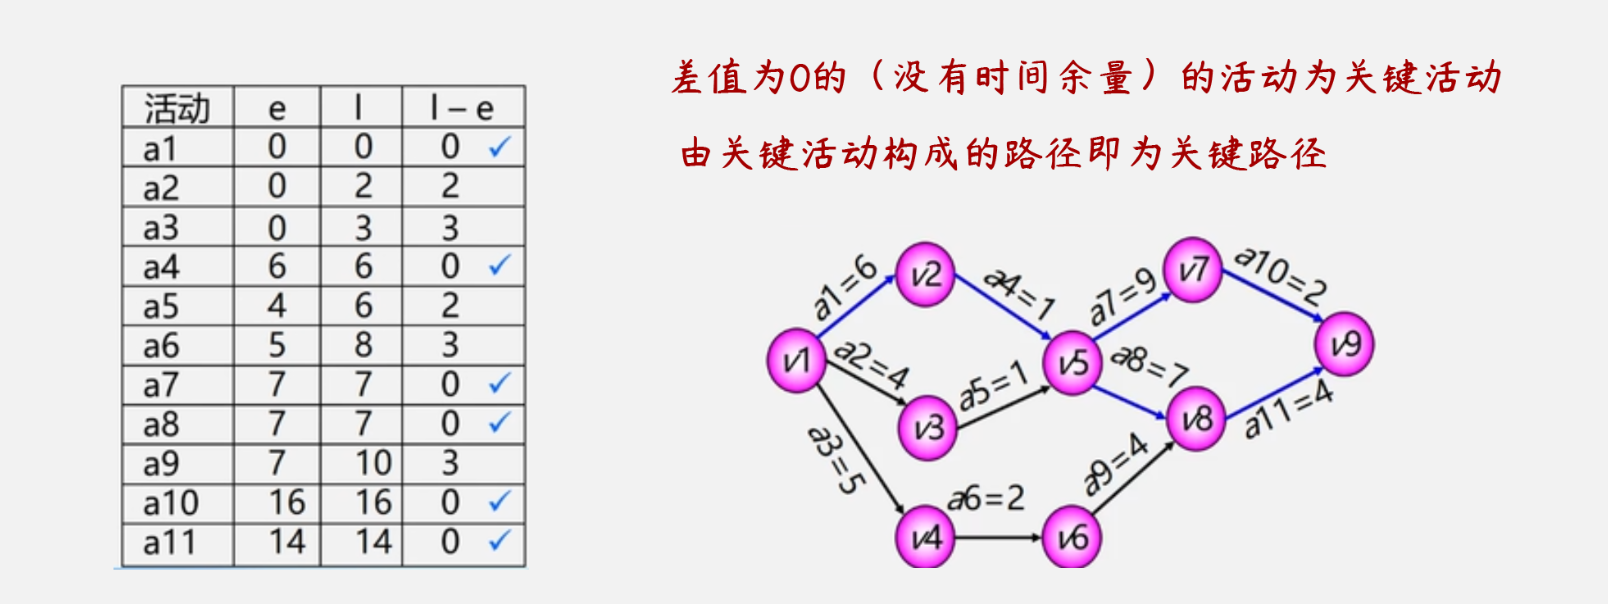 差值为0的（没有时间余量）的活动为关键活动
由关键活动构成的路径即为关键路径
活动 e l l-e
a1 0 0 0 ✓
a2 0 2 2
a3 0 3 3
a4 6 6 0 ✓
a5 4 6 2
a6 5 8 3
a7 7 7 0 ✓
a8 7 7 0 ✓
a9 7 10 3
a10 16 16 0 ✓
a11 14 14 0 ✓
v1
v2
v3
v4
v5
v6
v7
v8
v9
a1=6
a2=4
a3=5
a4=1
a5=1
a6=2
a7=9
a8=7
a9=4
a10=2
a11=4